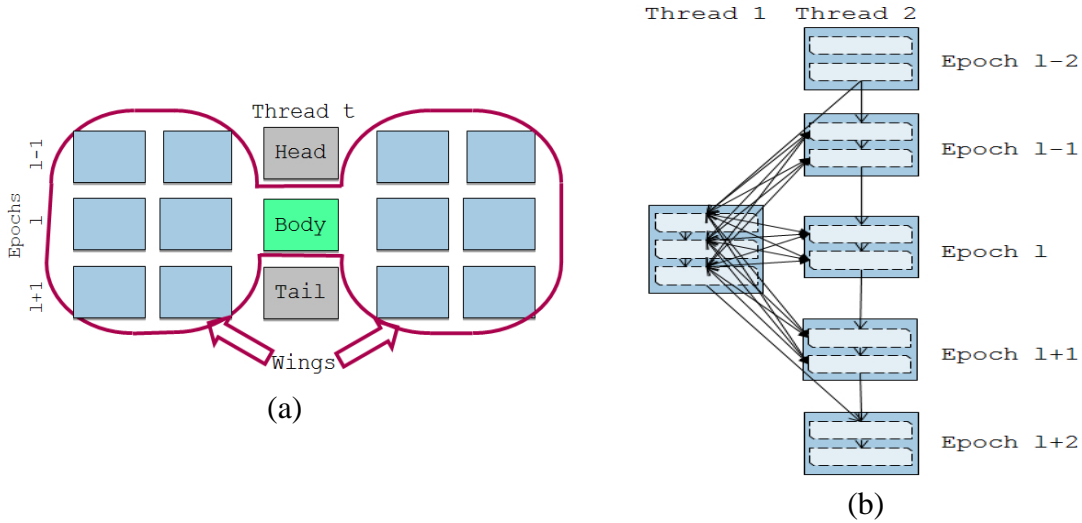 Thread t
Epochs
l-1
l
l+1
Head
Body
Tail
Wings
(a)
Thread 1
Thread 2
Epoch l-2
Epoch l-1
Epoch l
Epoch l+1
Epoch l+2
(b)